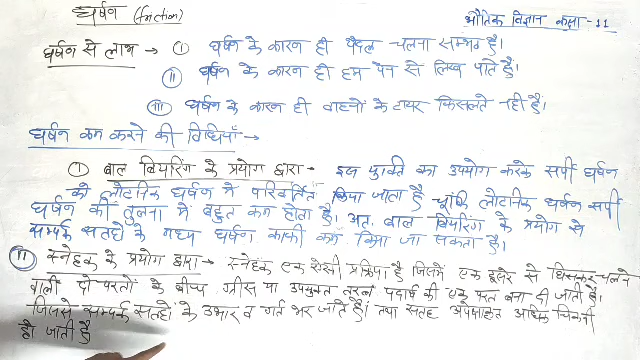 घर्षण (friction)
भौतिक विज्ञान कक्षा - 11
घर्षण से लाभ → (I) घर्षण के कारण ही पैदल चलना सम्भव है।
(II) घर्षण के कारण ही हम पेन से लिख पाते हैं।
(III) घर्षण के कारण ही वाहनों के टायर फिसलते नहीं हैं।
घर्षण कम करने की विधियाँ →
(I) बाल बियरिंग के प्रयोग द्वारा - इस युक्ति का उपयोग करके सर्पी घर्षण
को लोटनिक घर्षण में परिवर्तित किया जाता है चूंकि लोटनिक घर्षण सर्पी
घर्षण की तुलना में बहुत कम होता है। अतः बाल बियरिंग के प्रयोग से
सम्पर्क सतहों के मध्य घर्षण काफी कम किया जा सकता है।
(II) स्नेहक के प्रयोग द्वारा → स्नेहक एक ऐसी प्रक्रिया है जिसमें एक दूसरे से घिसकर चलने
वाली दो परतों के बीच ग्रीस या उपयुक्त तरल पदार्थ की एक परत बना दी जाती है।
जिससे सम्पर्क सतहों के उभार व गर्त भर जाते हैं। तथा सतह अपेक्षाकृत अधिक चिकनी
हो जाती है